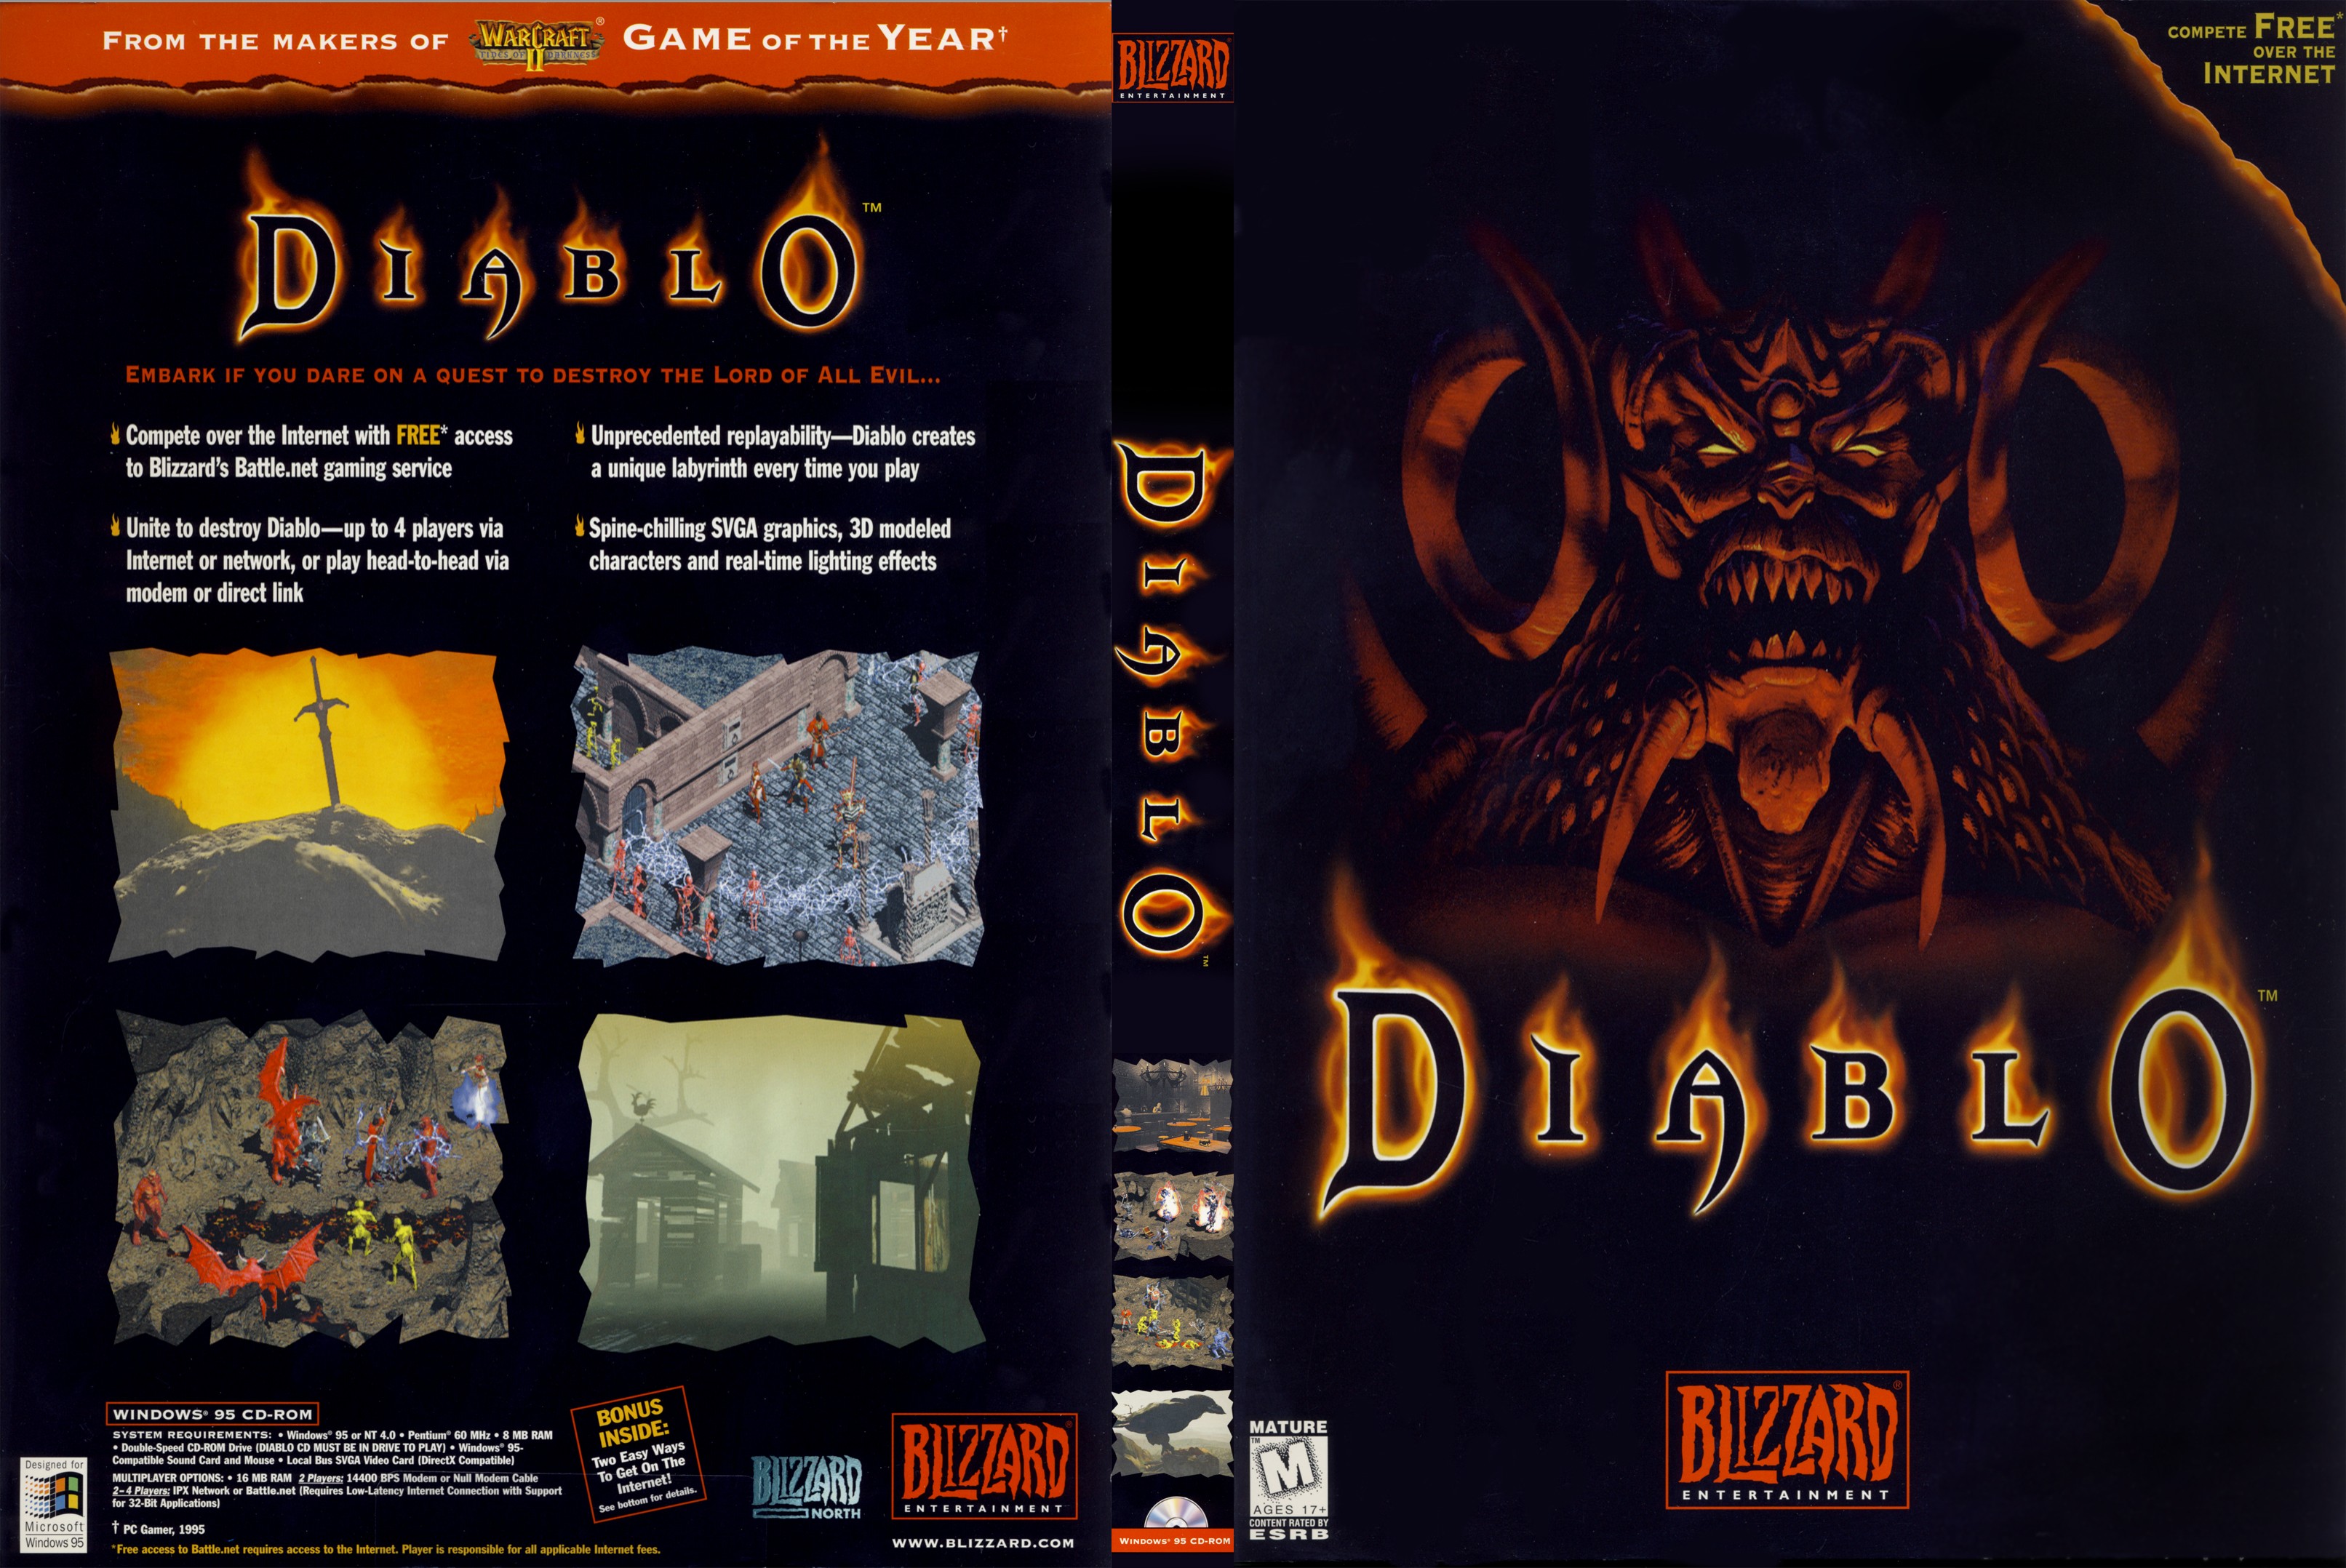 FROM THE MAKERS OF WARCRAFT II TIDES OF DARKNESS ® GAME OF THE YEAR†
DIABLO™
EMBARK IF YOU DARE ON A QUEST TO DESTROY THE LORD OF ALL EVIL...
Compete over the Internet with FREE* access
to Blizzard's Battle.net gaming service
Unite to destroy Diablo—up to 4 players via
Internet or network, or play head-to-head via
modem or direct link
Unprecedented replayability—Diablo creates
a unique labyrinth every time you play
Spine-chilling SVGA graphics, 3D modeled
characters and real-time lighting effects
WINDOWS® 95 CD-ROM
SYSTEM REQUIREMENTS: • Windows® 95 or NT 4.0 • Pentium® 60 MHz • 8 MB RAM
• Double-Speed CD-ROM Drive (DIABLO CD MUST BE IN DRIVE TO PLAY) • Windows® 95-
Compatible Sound Card and Mouse • Local Bus SVGA Video Card (DirectX Compatible)
MULTIPLAYER OPTIONS: • 16 MB RAM 2 Players: 14400 BPS Modem or Null Modem Cable
2-4 Players: IPX Network or Battle.net (Requires Low-Latency Internet Connection with Support
for 32-Bit Applications)
† PC Gamer, 1995
*Free access to Battle.net requires access to the Internet. Player is responsible for all applicable Internet fees.
Designed for
Microsoft
Windows 95
BONUS
INSIDE:
Two Easy Ways
To Get On The
Internet!
See bottom for details.
BLIZZARD
NORTH
BLIZZARD®
ENTERTAINMENT
WWW.BLIZZARD.COM
BLIZZARD®
ENTERTAINMENT
DIABLO™
WINDOWS® 95 CD-ROM
COMPETE FREE*
OVER THE
INTERNET
DIABLO™
MATURE
™
M
AGES 17+
CONTENT RATED BY
ESRB
BLIZZARD®
ENTERTAINMENT